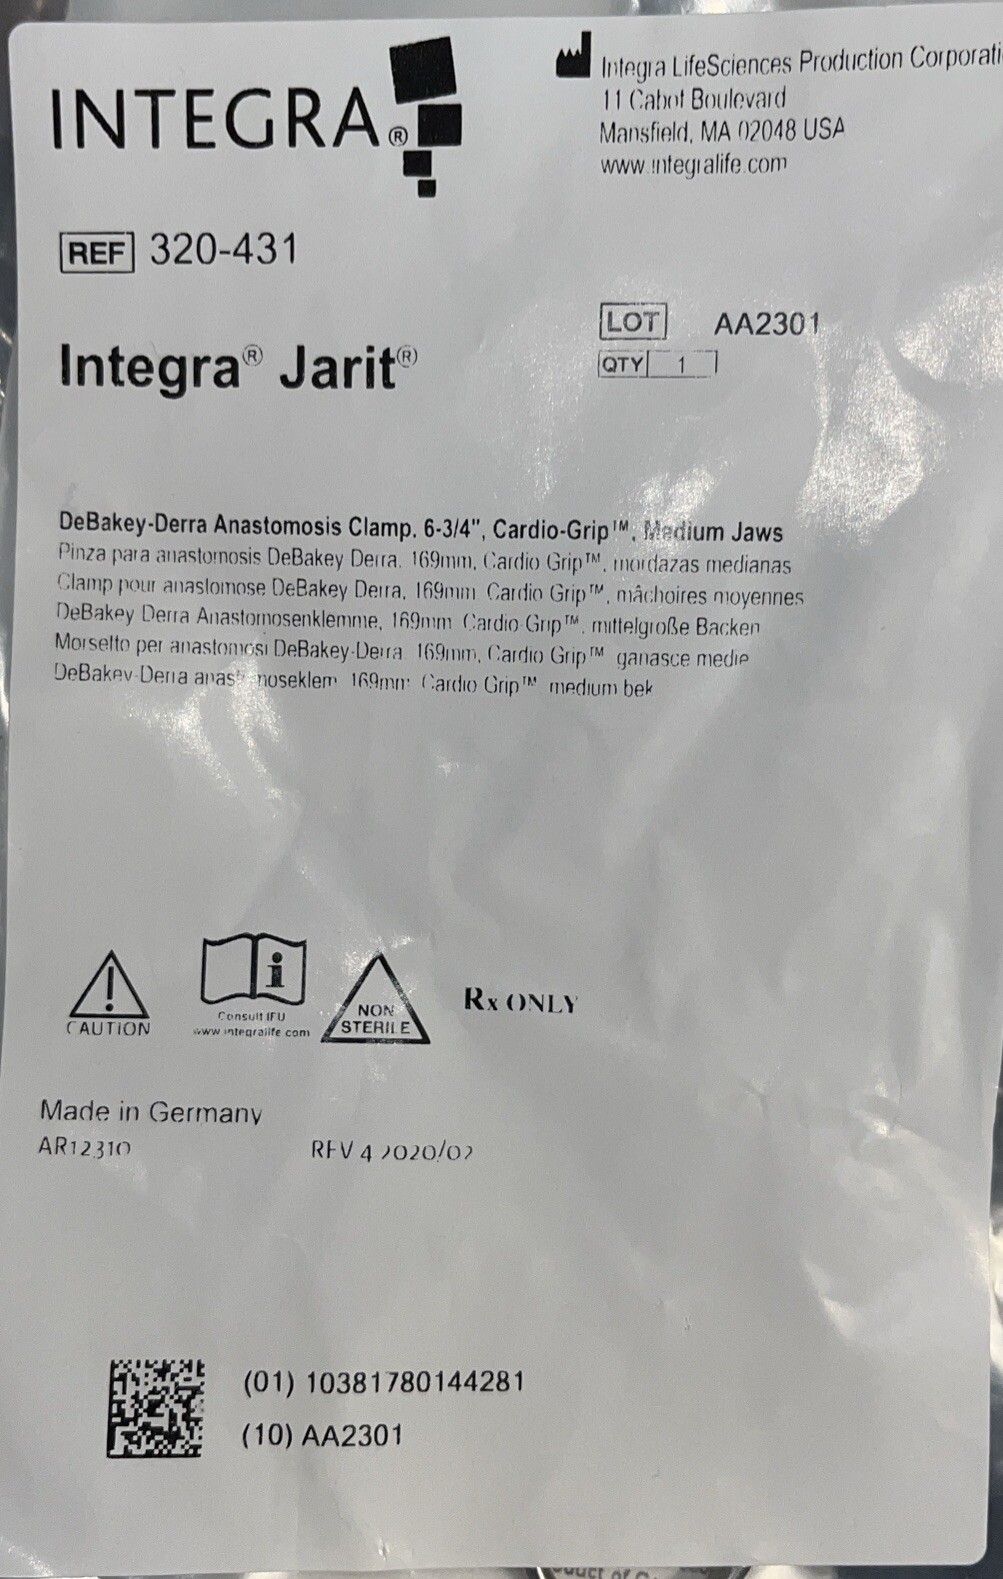 INTEGRA®
Integra LifeSciences Production Corporati
11 Cabot Boulevard
Mansfield, MA 02048 USA
www.integralife.com
REF 320-431
LOT AA2301
QTY 1
Integra® Jarit®
DeBakey-Derra Anastomosis Clamp, 6-3/4", Cardio-Grip™, Medium Jaws
Pinza para anastomosis DeBakey Derra, 169mm, Cardio Grip™, mordazas medianas
Clamp pour anastomose DeBakey Derra, 169mm Cardio Grip™, mâchoires moyennes
DeBakey Derra Anastomosenklemme, 169mm Cardio-Grip™, mittelgroße Backen
Morsetto per anastomosi DeBakey-Derra 169mm, Cardio Grip™ ganasce medie
DeBakey-Derra anastomoseklem 169mm Cardio Grip™ medium bek
CAUTION
Consult IFU
www.integralife.com
NON
STERILE
Rx ONLY
Made in Germany
AR12310
REV 4 2020/02
(01) 10381780144281
(10) AA2301